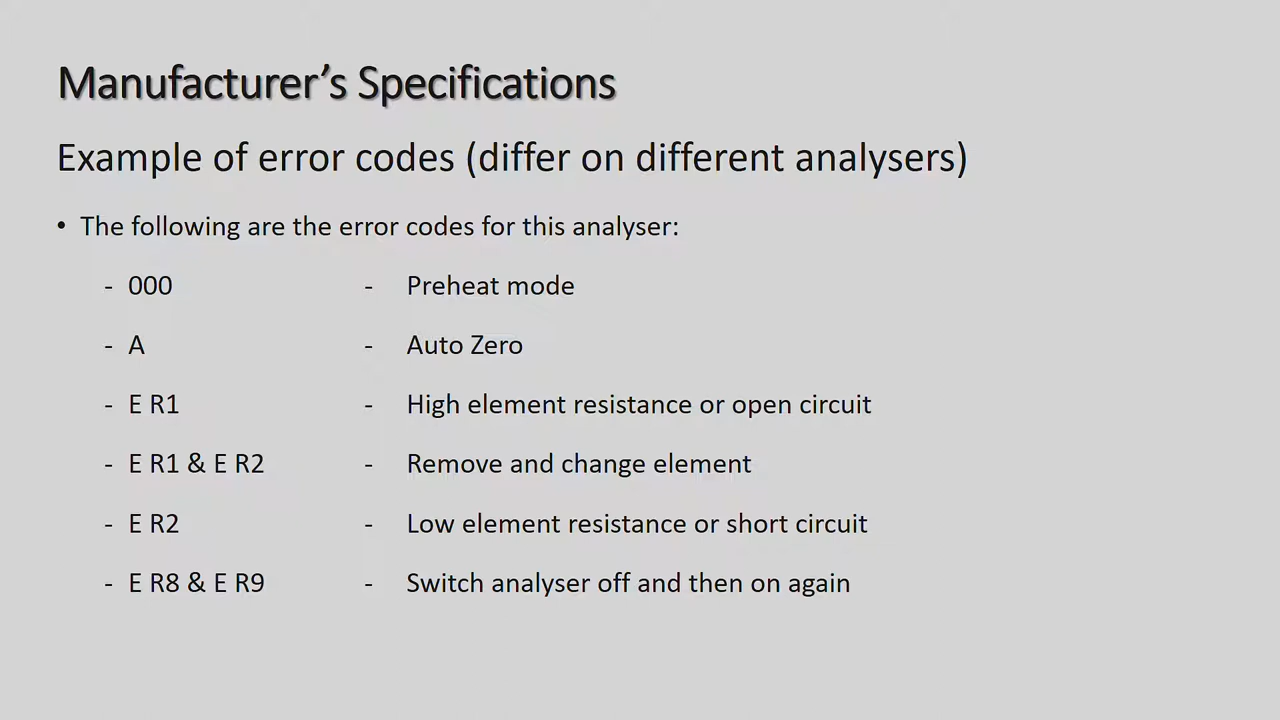 Manufacturer’s Specifications
Example of error codes (differ on different analysers)
• The following are the error codes for this analyser:
- 000 - Preheat mode
- A - Auto Zero
- E R1 - High element resistance or open circuit
- E R1 & E R2 - Remove and change element
- E R2 - Low element resistance or short circuit
- E R8 & E R9 - Switch analyser off and then on again